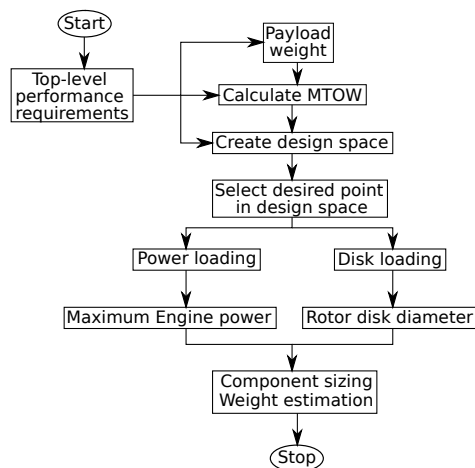 Start
Top-level
performance
requirements
Payload
weight
Calculate MTOW
Create design space
Select desired point
in design space
Power loading
Disk loading
Maximum Engine power
Rotor disk diameter
Component sizing
Weight estimation
Stop